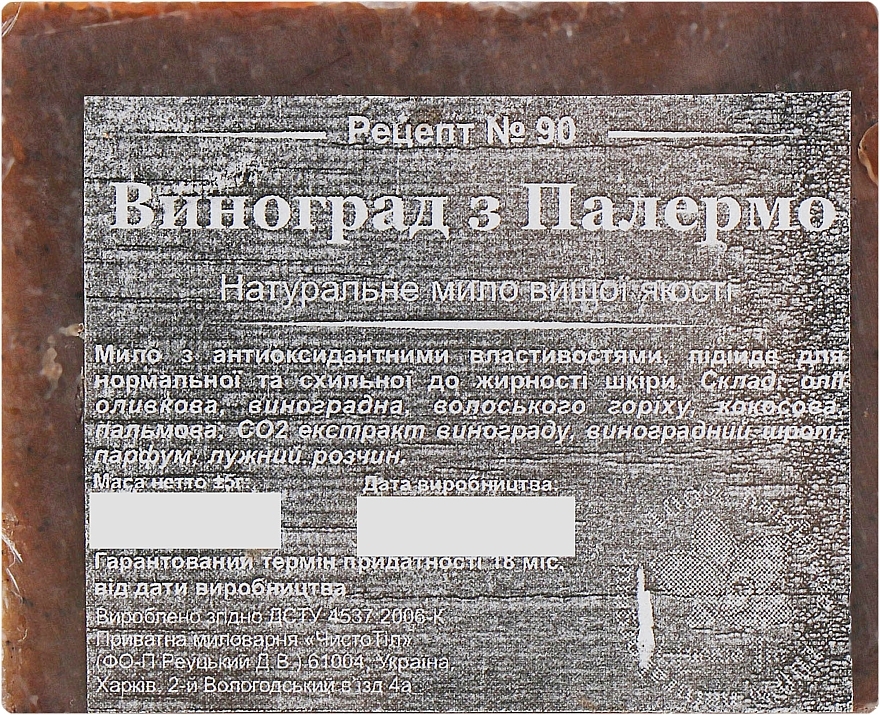 Рецепт № 90
Виноград з Палермо
Натуральне мило вищої якості
Мило з антиоксидантними властивостями, підійде для
нормальної та схильної до жирності шкіри. Склад: олії
оливкова, виноградна, волоського горіху, кокосова,
пальмова, СО2 екстракт винограду, виноградний шрот,
парфум, лужний розчин.
Маса нетто ±5г
Дата виробництва
Гарантований термін придатності 18 міс.
від дати виробництва
Вироблено згідно ДСТУ 4537:2006-К
Приватна миловарня «ЧистоТіл»
(ФО-П Реуцький Д.В.) 61004, Україна,
Харків, 2-й Вологодський в'їзд 4а